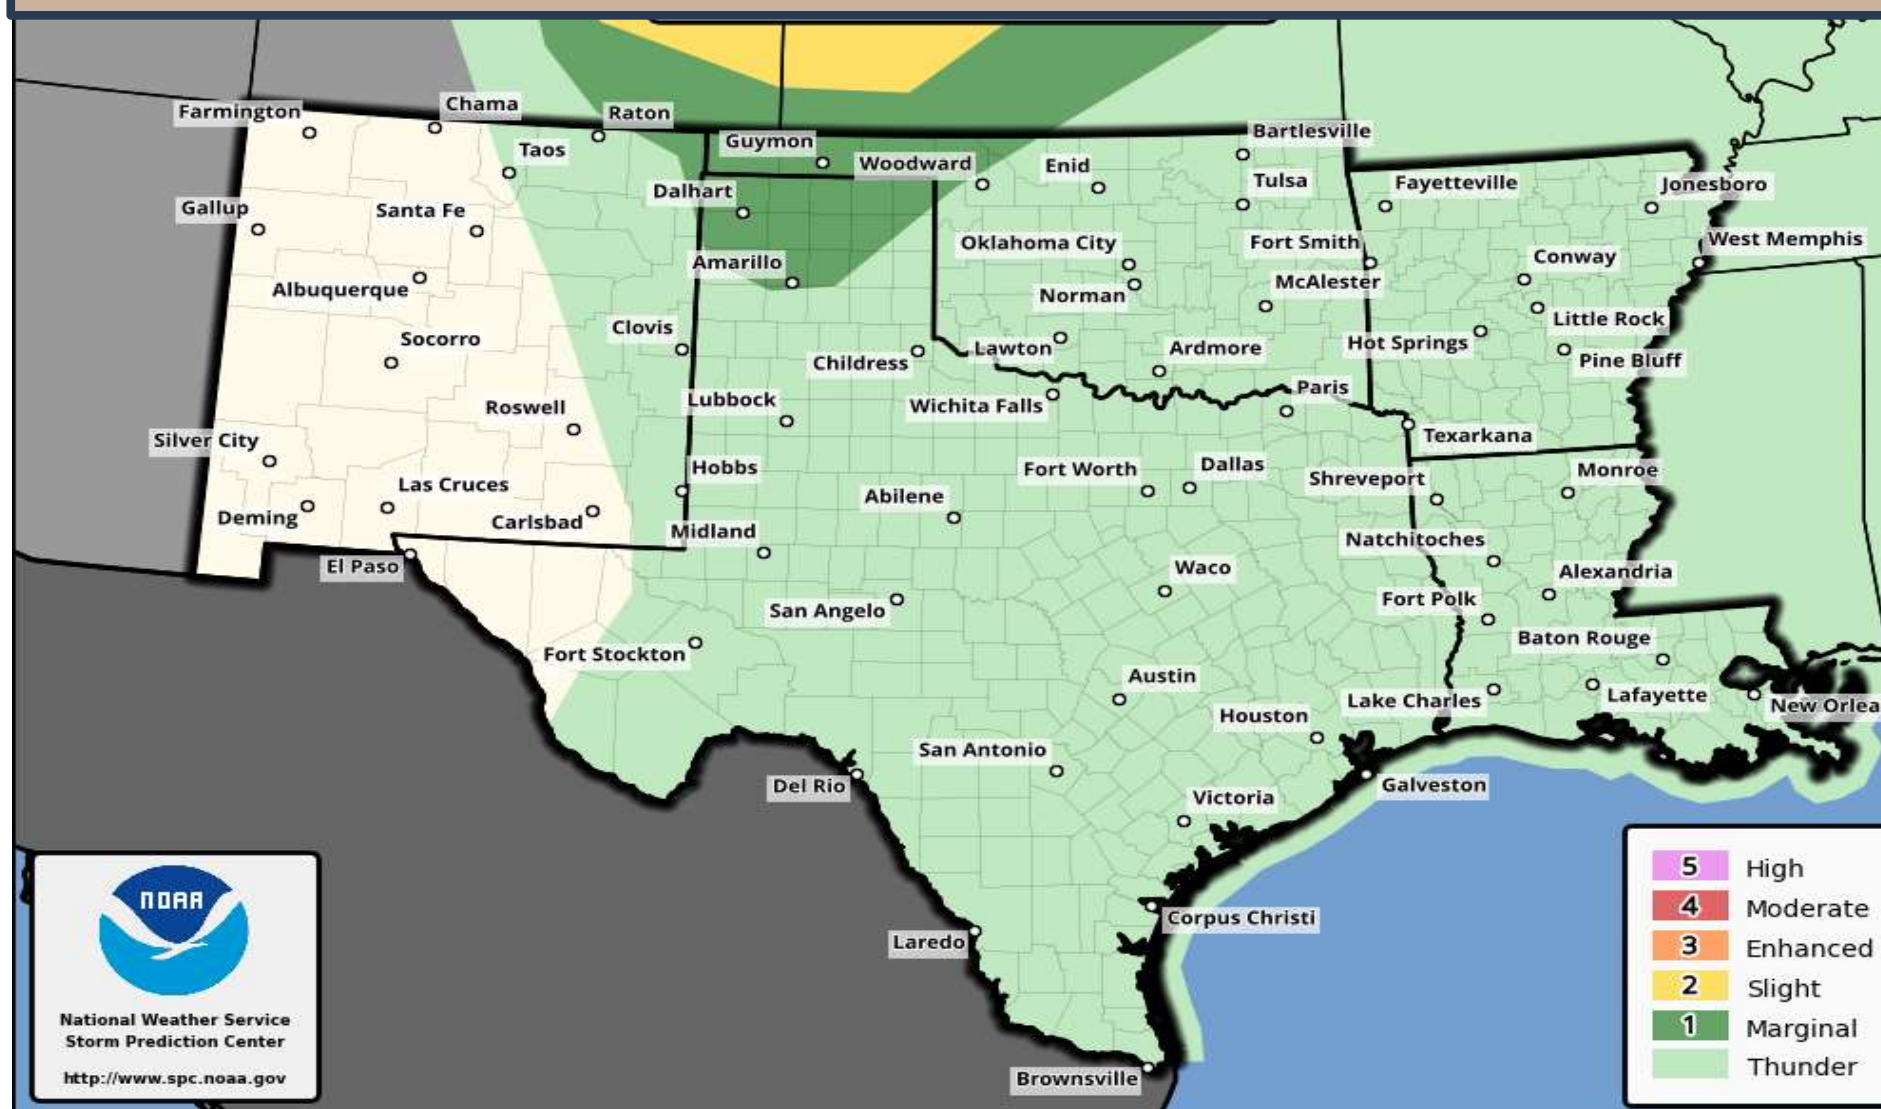 Farmington
Chama
Raton
Taos
Guymon
Bartlesville
Woodward
Enid
Tulsa
Fayetteville
Jonesboro
Dalhart
Gallup
Santa Fe
Oklahoma City
Fort Smith
West Memphis
Amarillo
Conway
Albuquerque
Norman
McAlester
Clovis
Little Rock
Socorro
Childress
Lawton
Ardmore
Hot Springs
Pine Bluff
Lubbock
Paris
Roswell
Wichita Falls
Silver City
Texarkana
Hobbs
Fort Worth
Dallas
Shreveport
Monroe
Las Cruces
Abilene
Deming
Carlsbad
Midland
Natchitoches
El Paso
Waco
Alexandria
San Angelo
Fort Polk
Fort Stockton
Baton Rouge
Austin
Lake Charles
Lafayette
New Orlea
Houston
San Antonio
Del Rio
Galveston
Victoria
Corpus Christi
Laredo
Brownsville
NOAA
National Weather Service
Storm Prediction Center
http://www.spc.noaa.gov
5 High
4 Moderate
3 Enhanced
2 Slight
1 Marginal
Thunder